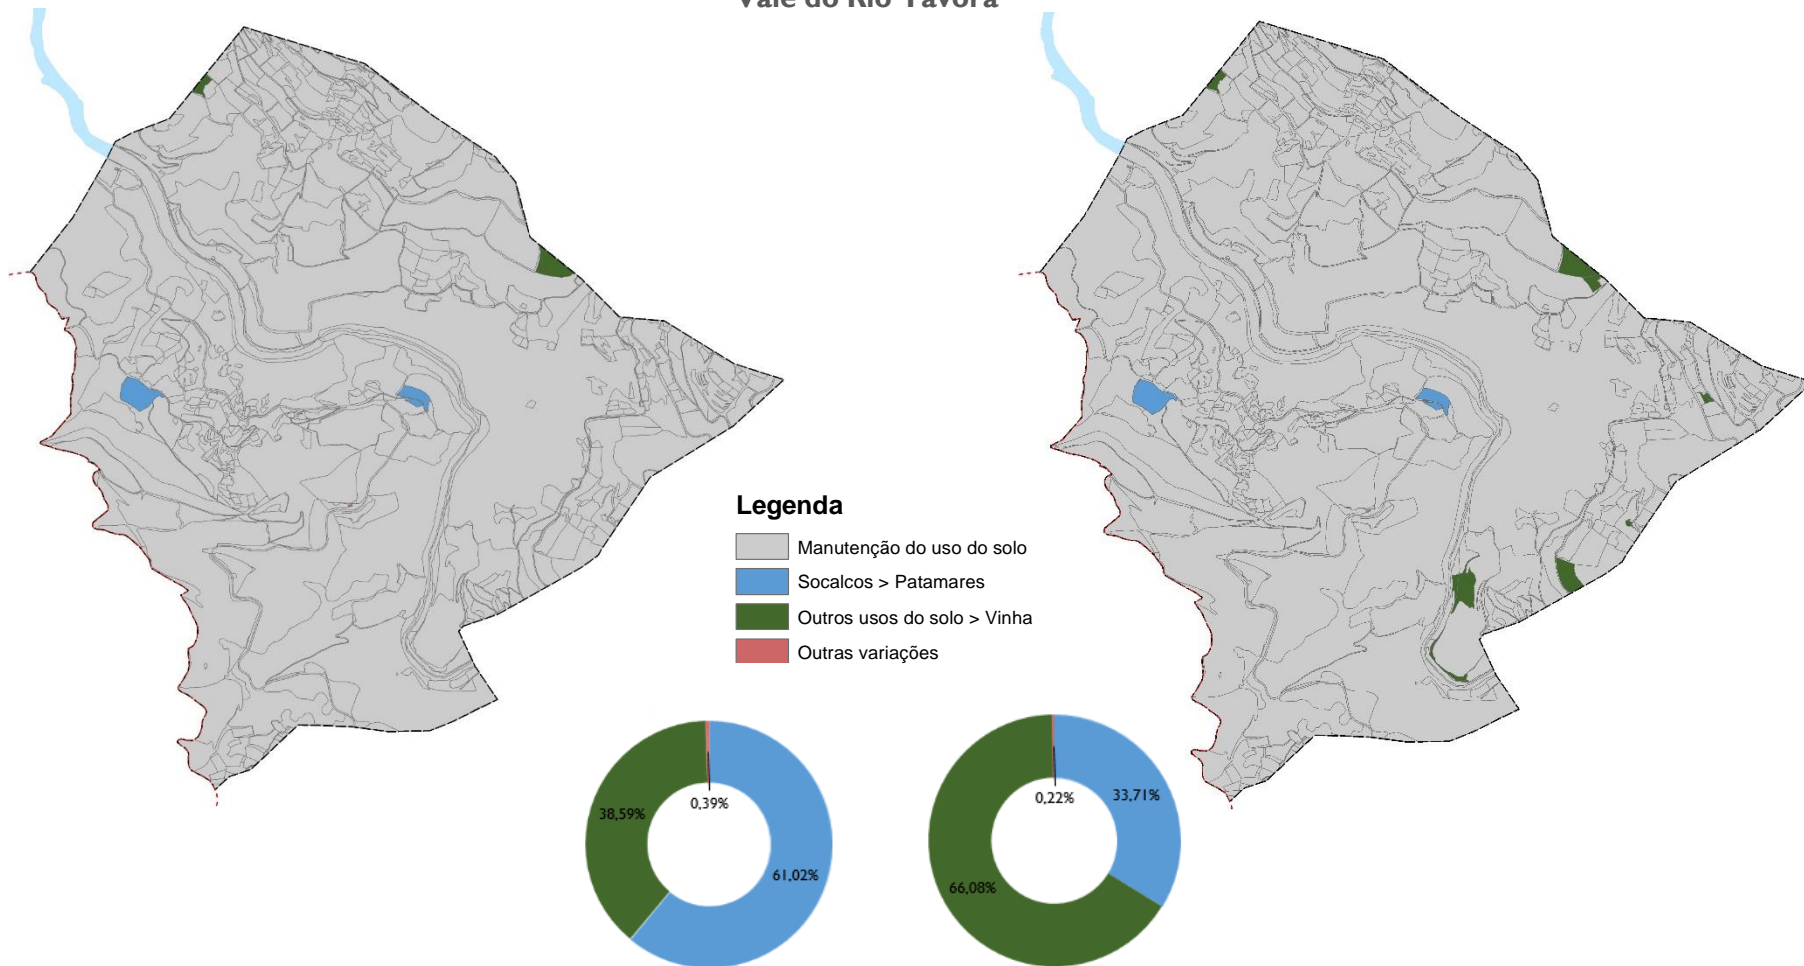 Vale do Rio Távora
Legenda
Manutenção do uso do solo
Socalcos > Patamares
Outros usos do solo > Vinha
Outras variações
0,39%
38,59%
61,02%
0,22%
33,71%
66,08%